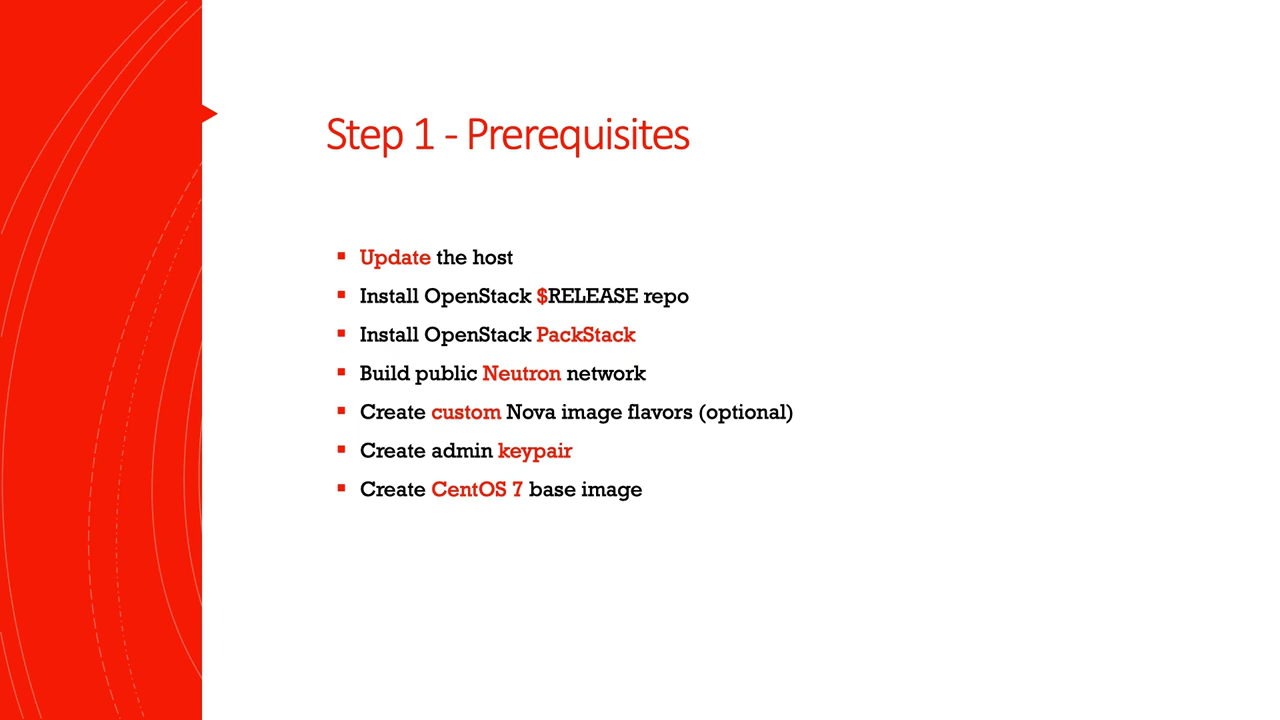 Step 1 - Prerequisites
Update the host
Install OpenStack $RELEASE repo
Install OpenStack PackStack
Build public Neutron network
Create custom Nova image flavors (optional)
Create admin keypair
Create CentOS 7 base image